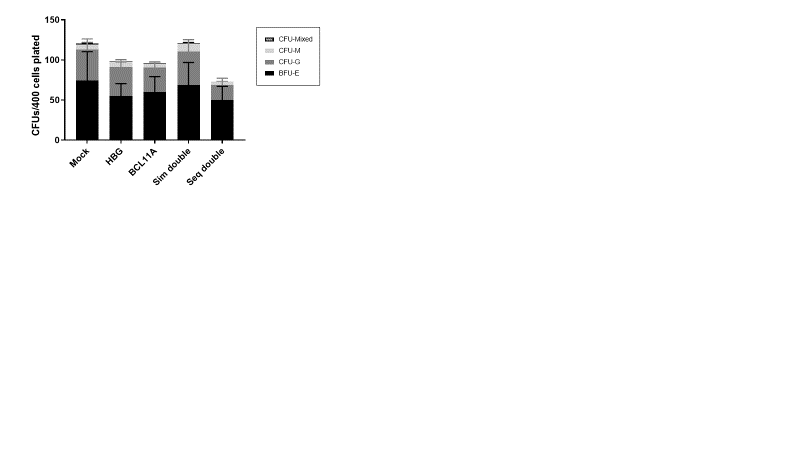 150
100
50
0
CFUs/400 cells plated
Mock
HBG
BCL11A
Sim double
Seq double
CFU-Mixed
CFU-M
CFU-G
BFU-E